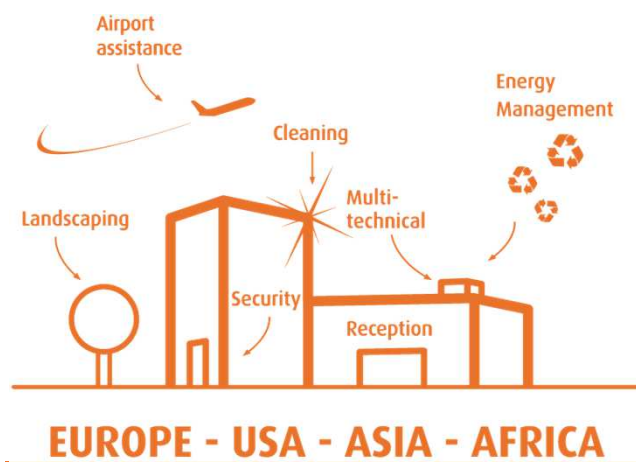 Airport
assistance
Energy
Management
Cleaning
Multi-
technical
Landscaping
Security
Reception
EUROPE - USA - ASIA - AFRICA